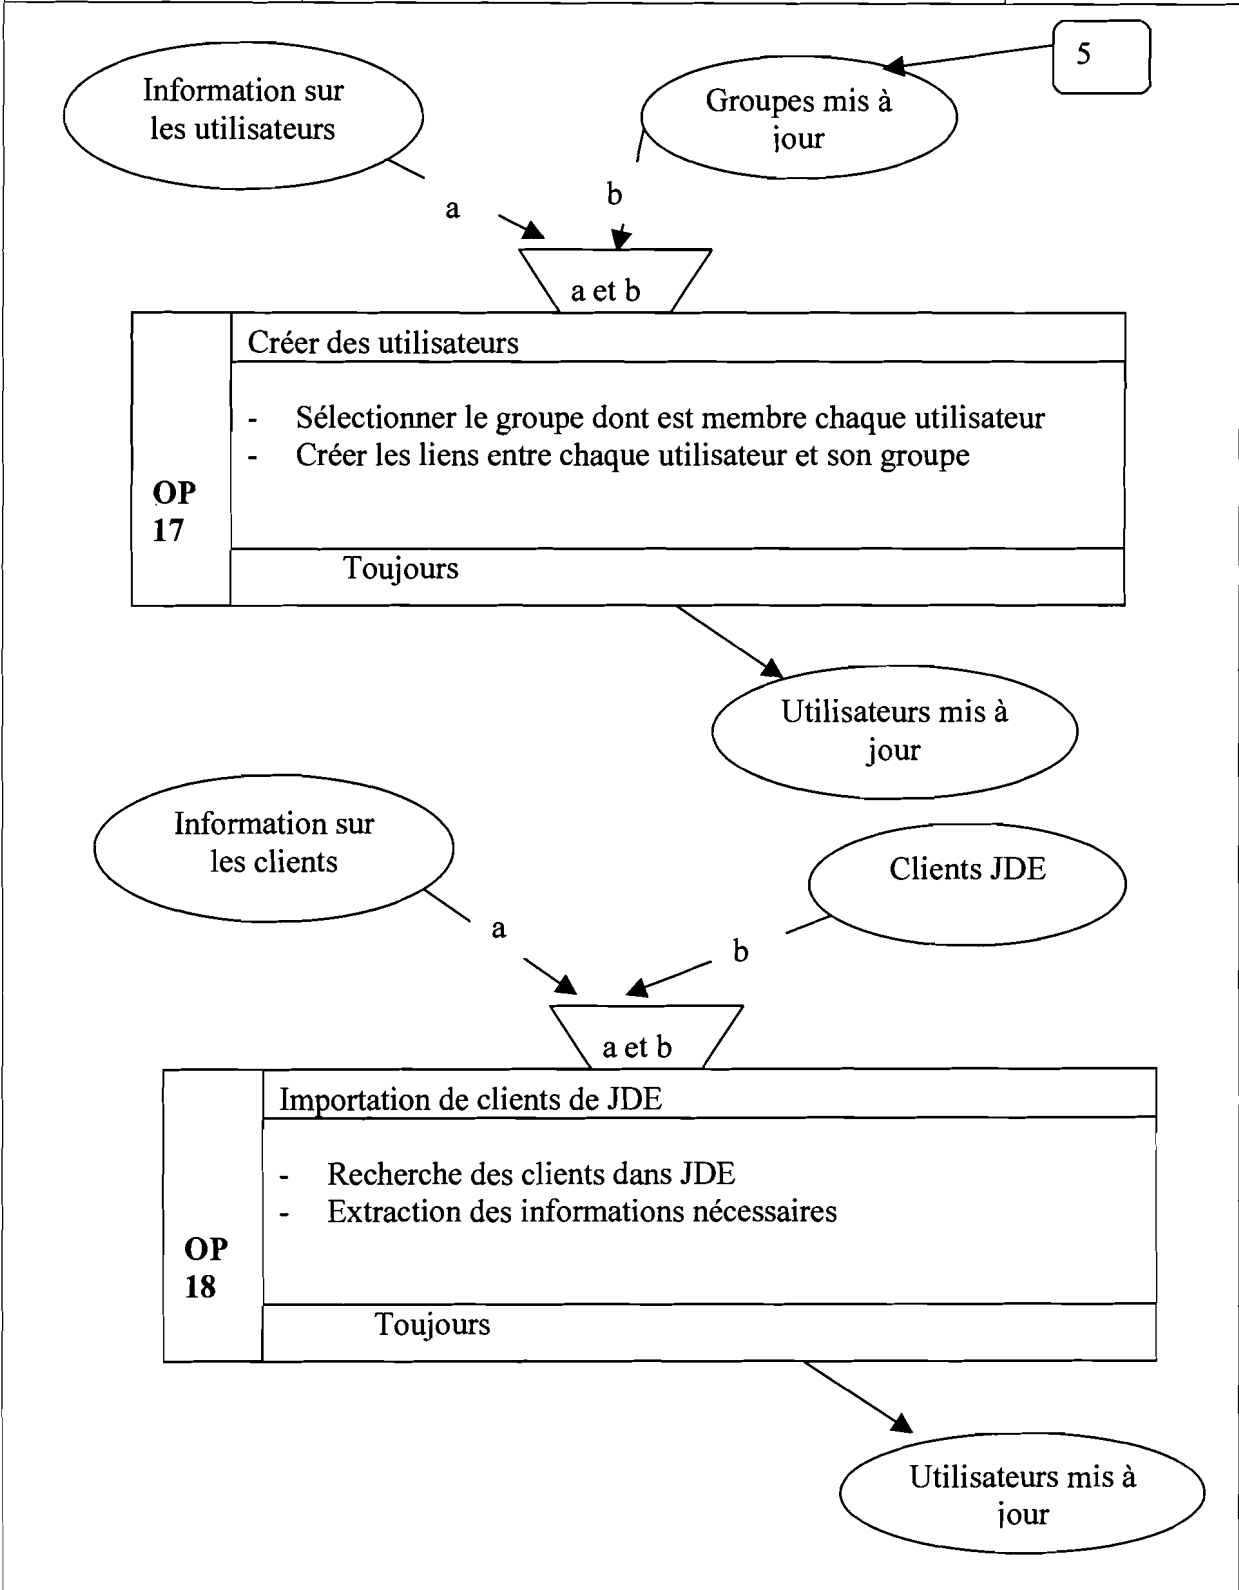 5
Information sur
les utilisateurs
Groupes mis à
jour
a
b
a et b
Créer des utilisateurs
- Sélectionner le groupe dont est membre chaque utilisateur
- Créer les liens entre chaque utilisateur et son groupe
OP
17
Toujours
Utilisateurs mis à
jour
Information sur
les clients
Clients JDE
a
b
a et b
Importation de clients de JDE
- Recherche des clients dans JDE
- Extraction des informations nécessaires
OP
18
Toujours
Utilisateurs mis à
jour